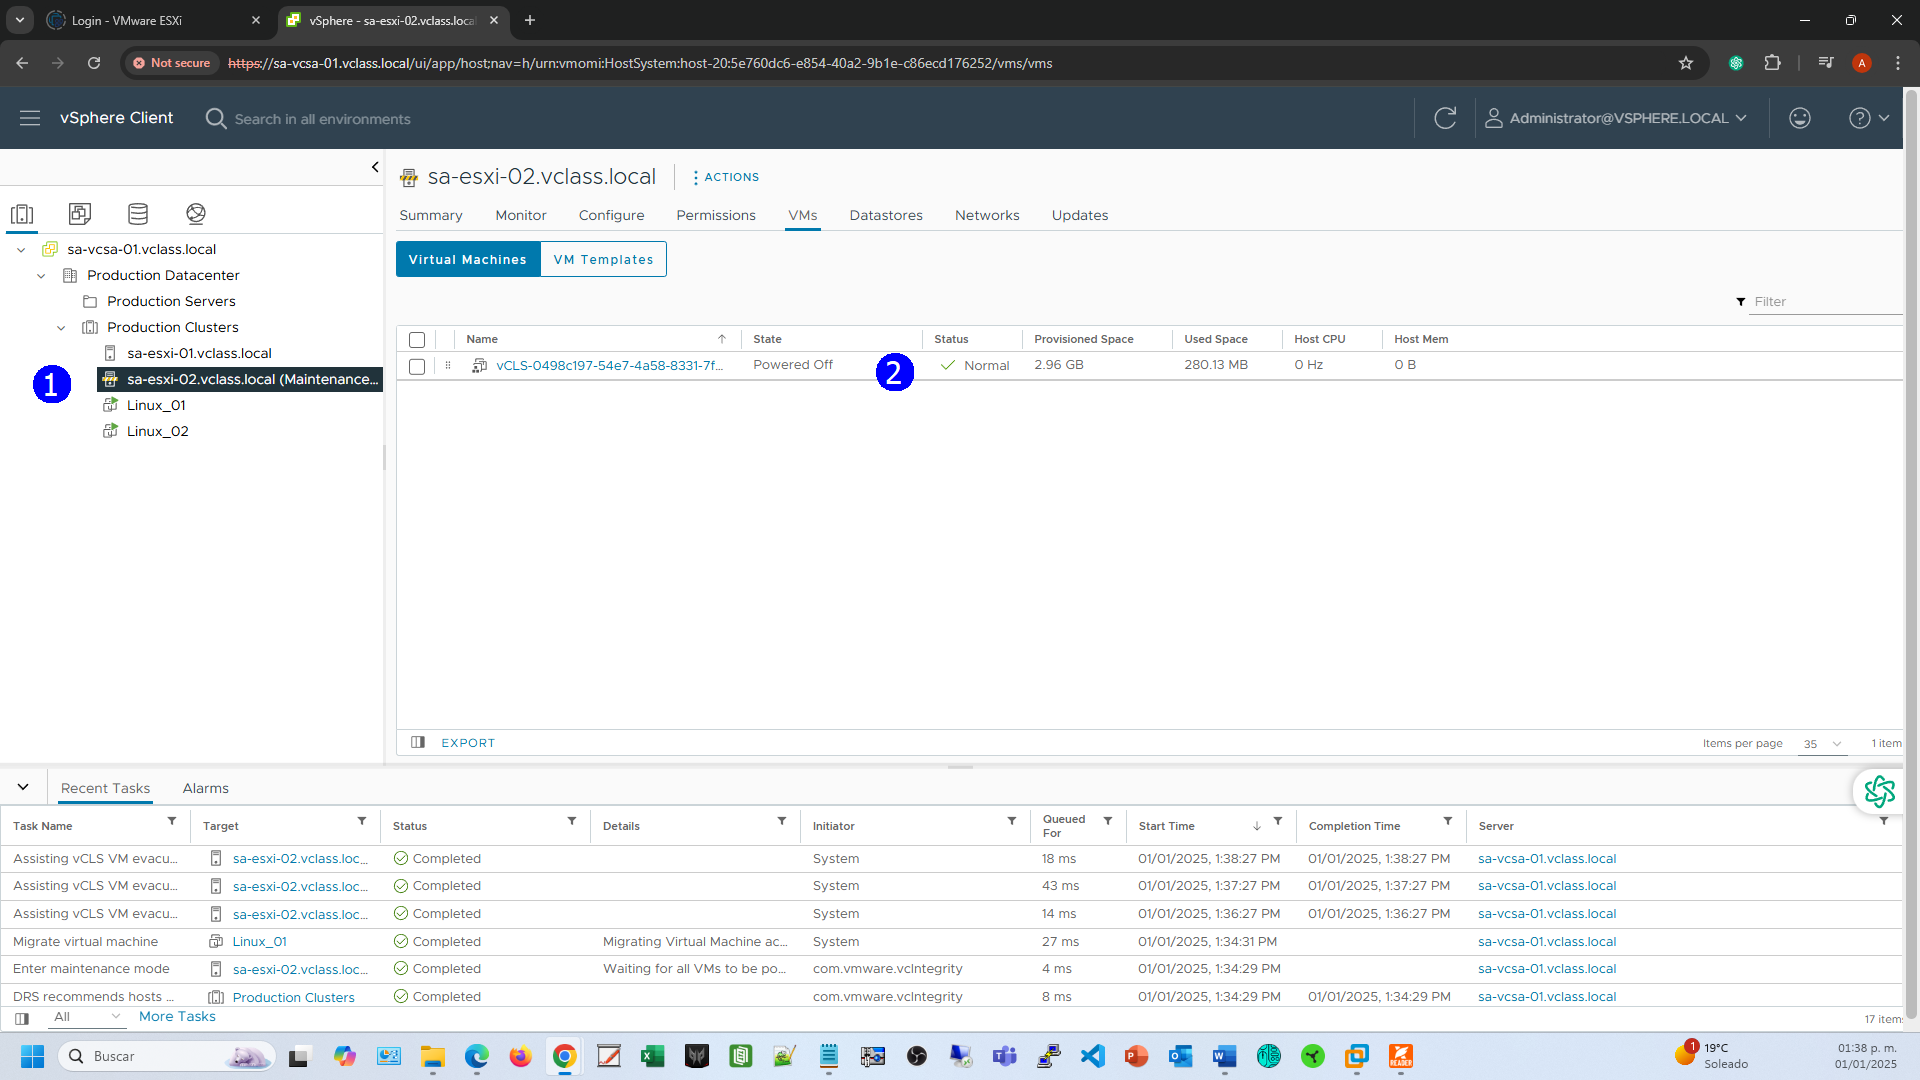 Login - VMware ESXi
vSphere - sa-esxi-02.vclass.loca
Not secure
https://sa-vcsa-01.vclass.local/ui/app/host;nav=h/urn:vmomi:HostSystem:host-20:5e760dc6-e854-40a2-9b1e-c86ecd176252/vms/vms
A
vSphere Client
Search in all environments
Administrator@VSPHERE.LOCAL
sa-vcsa-01.vclass.local
Production Datacenter
Production Servers
Production Clusters
sa-esxi-01.vclass.local
1
sa-esxi-02.vclass.local (Maintenance...
Linux_01
Linux_02
sa-esxi-02.vclass.local
ACTIONS
Summary Monitor Configure Permissions VMs Datastores Networks Updates
Virtual Machines VM Templates
Filter
Name State Status Provisioned Space Used Space Host CPU Host Mem
vCLS-0498c197-54e7-4a58-8331-7f... Powered Off 2 Normal 2.96 GB 280.13 MB 0 Hz 0 B
EXPORT
Items per page 35 1 item
Recent Tasks Alarms
Task Name Target Status Details Initiator Queued For Start Time Completion Time Server
Assisting vCLS VM evacu... sa-esxi-02.vclass.loc... Completed System 18 ms 01/01/2025, 1:38:27 PM 01/01/2025, 1:38:27 PM sa-vcsa-01.vclass.local
Assisting vCLS VM evacu... sa-esxi-02.vclass.loc... Completed System 43 ms 01/01/2025, 1:37:27 PM 01/01/2025, 1:37:27 PM sa-vcsa-01.vclass.local
Assisting vCLS VM evacu... sa-esxi-02.vclass.loc... Completed System 14 ms 01/01/2025, 1:36:27 PM 01/01/2025, 1:36:27 PM sa-vcsa-01.vclass.local
Migrate virtual machine Linux_01 Completed Migrating Virtual Machine ac... System 27 ms 01/01/2025, 1:34:31 PM sa-vcsa-01.vclass.local
Enter maintenance mode sa-esxi-02.vclass.loc... Completed Waiting for all VMs to be po... com.vmware.vcIntegrity 4 ms 01/01/2025, 1:34:29 PM sa-vcsa-01.vclass.local
DRS recommends hosts ... Production Clusters Completed com.vmware.vcIntegrity 8 ms 01/01/2025, 1:34:29 PM 01/01/2025, 1:34:29 PM sa-vcsa-01.vclass.local
All More Tasks
17 items
Buscar
READER
1
19°C
Soleado
01:38 p. m.
01/01/2025